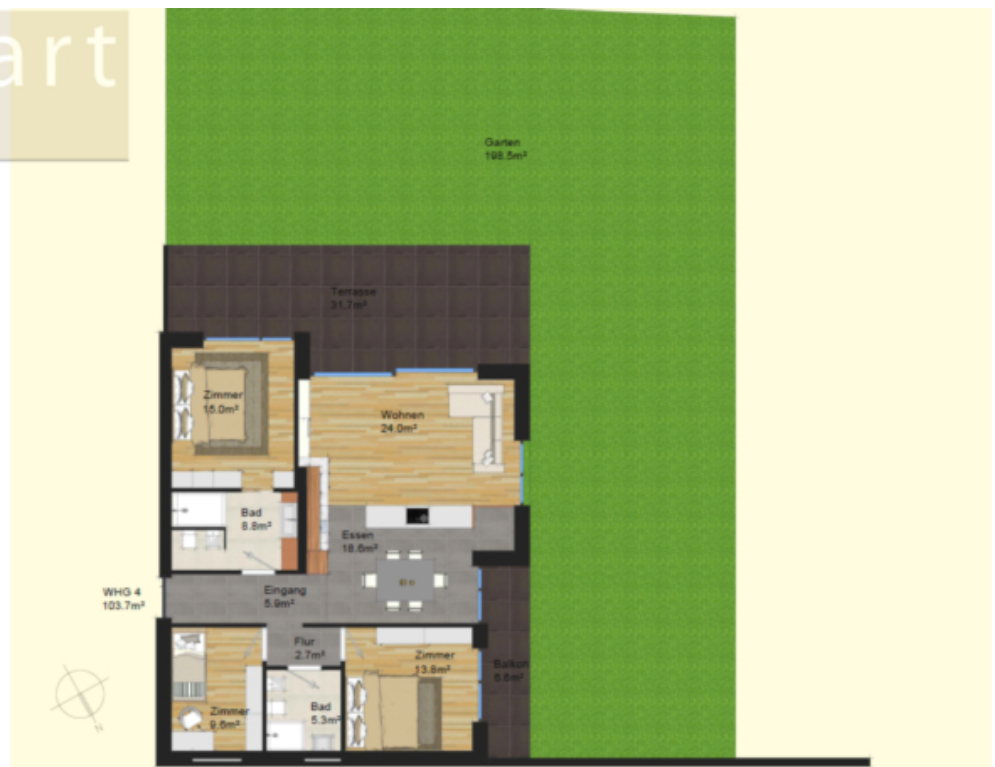 art
Garten
198.5m²
Terrasse
31.7m²
Zimmer
15.0m²
Wohnen
24.0m²
Bad
8.8m²
Essen
18.6m²
WHG 4
103.7m²
Eingang
5.9m²
Flur
2.7m²
Zimmer
13.8m²
Balkon
6.6m²
Zimmer
9.6m²
Bad
5.3m²